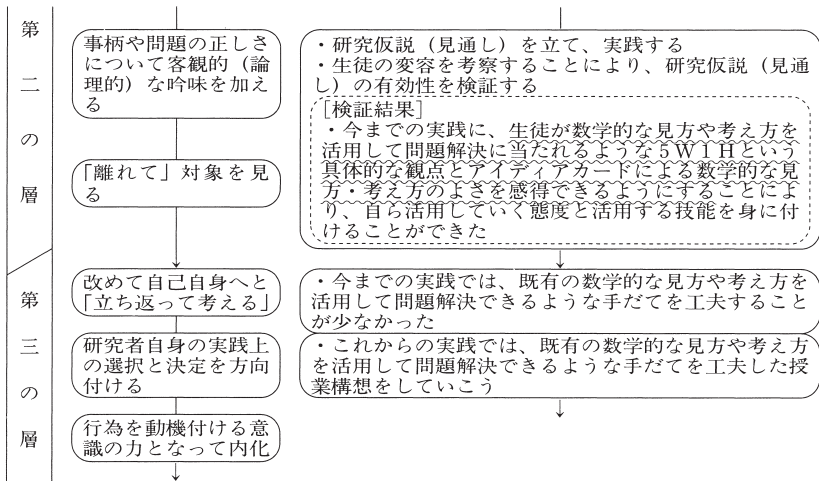 第二の層
事柄や問題の正しさ
について客観的（論
理的）な吟味を加え
る
「離れて」対象を見
る
・研究仮説（見通し）を立て、実践する
・生徒の変容を考察することにより、研究仮説（見通
し）の有効性を検証する
[検証結果]
・今までの実践に、生徒が数学的な見方や考え方を
活用して問題解決に当たれるような５Ｗ１Ｈという
具体的な観点とアイディアカードによる数学的な見
方・考え方のよさを感得できるようにすることによ
り、自ら活用していく態度と活用する技能を身に付
けることができた
第三の層
改めて自己自身へと
「立ち返って考える」
研究者自身の実践上
の選択と決定を方向
付ける
行為を動機付ける意
識の力となって内化
・今までの実践では、既有の数学的な見方や考え方を
活用して問題解決できるような手だてを工夫すること
が少なかった
・これからの実践では、既有の数学的な見方や考え方
を活用して問題解決できるような手だてを工夫した授
業構想をしていこう